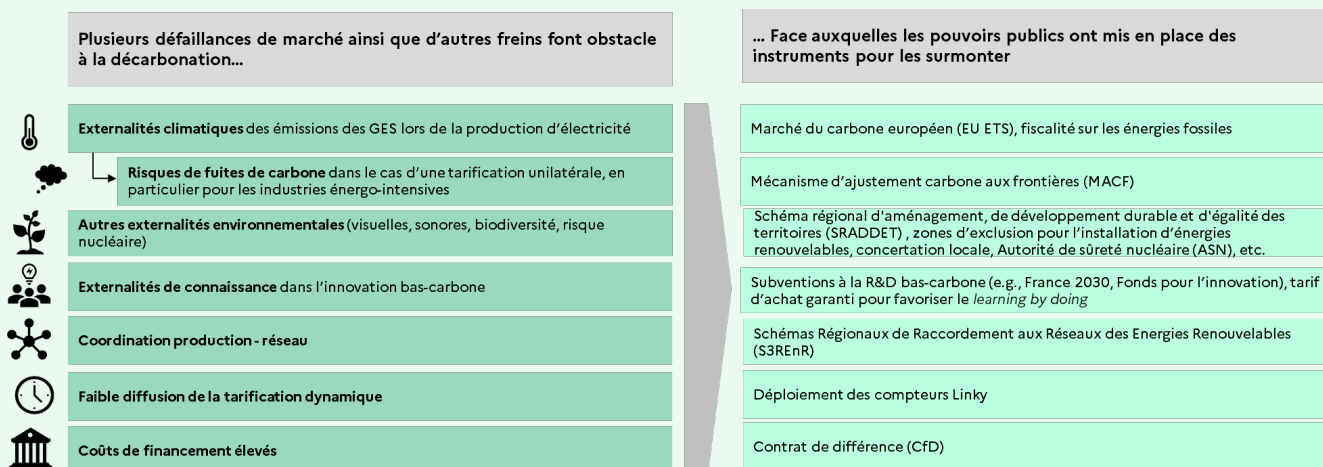 Plusieurs défaillances de marché ainsi que d'autres freins font obstacle
à la décarbonation...
... Face auxquelles les pouvoirs publics ont mis en place des
instruments pour les surmonter
Externalités climatiques des émissions des GES lors de la production d'électricité
Marché du carbone européen (EU ETS), fiscalité sur les énergies fossiles
Risques de fuites de carbone dans le cas d'une tarification unilatérale, en
particulier pour les industries énergo-intensives
Mécanisme d'ajustement carbone aux frontières (MACF)
Autres externalités environnementales (visuelles, sonores, biodiversité, risque
nucléaire)
Schéma régional d'aménagement, de développement durable et d'égalité des
territoires (SRADDET) , zones d'exclusion pour l'installation d'énergies
renouvelables, concertation locale, Autorité de sûreté nucléaire (ASN), etc.
Externalités de connaissance dans l'innovation bas-carbone
Subventions à la R&D bas-carbone (e.g., France 2030, Fonds pour l'innovation), tarif
d'achat garanti pour favoriser le learning by doing
Coordination production - réseau
Schémas Régionaux de Raccordement aux Réseaux des Energies Renouvelables
(S3REnR)
Faible diffusion de la tarification dynamique
Déploiement des compteurs Linky
Coûts de financement élevés
Contrat de différence (CfD)